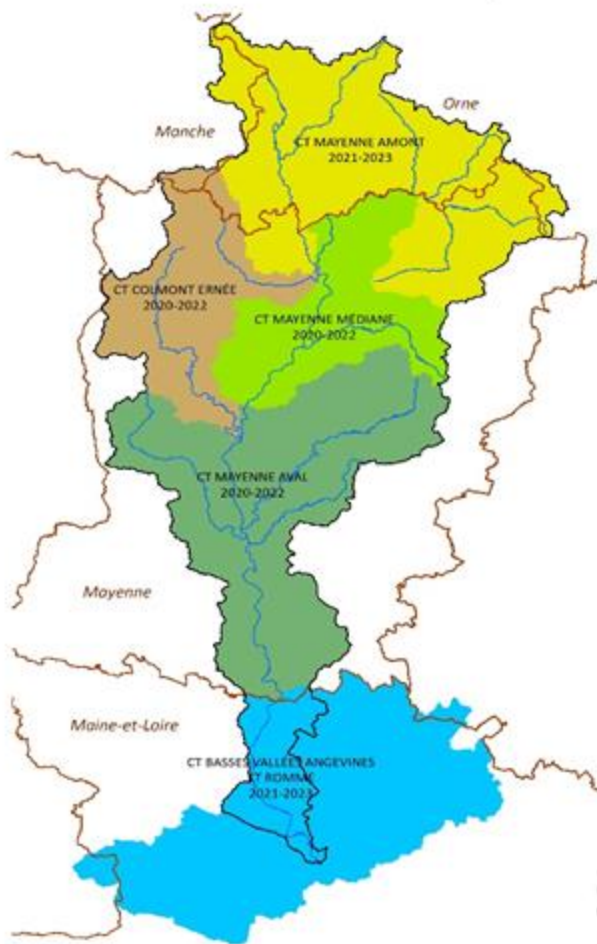 Orne
Manche
CT MAYENNE AMONT
2021-2023
CT COLMONT ERNÉE
2020-2022
CT MAYENNE MÉDIANE
2020-2022
CT MAYENNE AVAL
2020-2022
Mayenne
Maine-et-Loire
CT BASSES VALLÉES ANGEVINES
ET ROMME
2021-2023